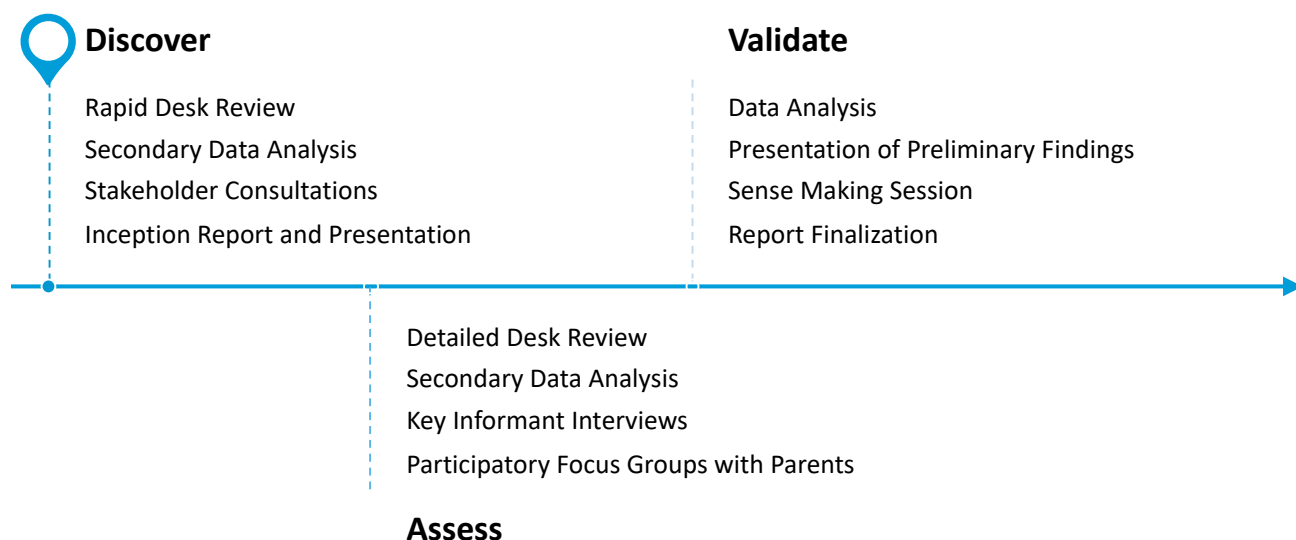 Discover
Rapid Desk Review
Secondary Data Analysis
Stakeholder Consultations
Inception Report and Presentation
Validate
Data Analysis
Presentation of Preliminary Findings
Sense Making Session
Report Finalization
Detailed Desk Review
Secondary Data Analysis
Key Informant Interviews
Participatory Focus Groups with Parents
Assess